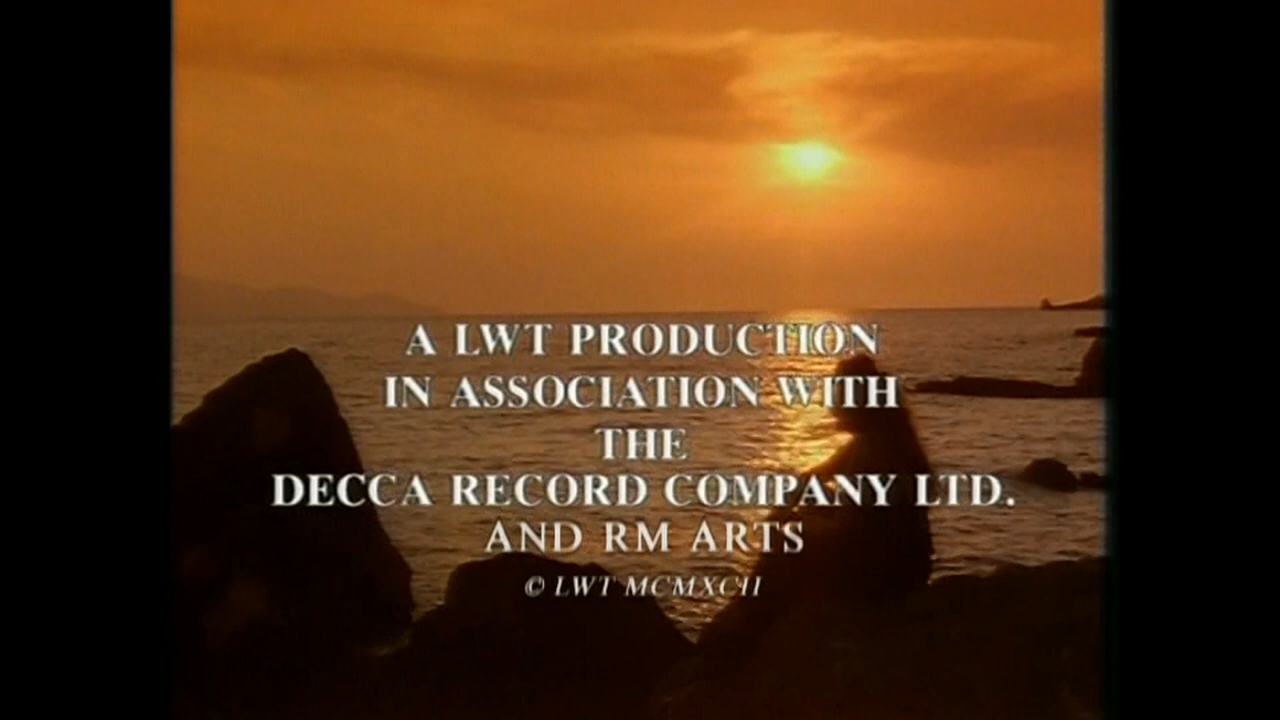 A LWT PRODUCTION
IN ASSOCIATION WITH
THE
DECCA RECORD COMPANY LTD.
AND RM ARTS
© LWT MCMXCII